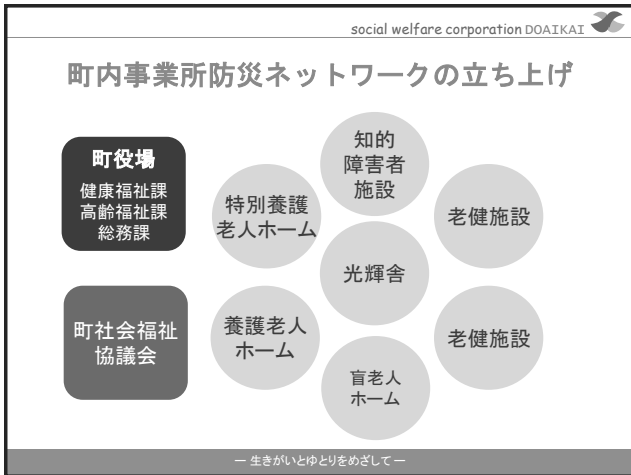 social welfare corporation DOAIKAI
町内事業所防災ネットワークの立ち上げ
町役場
健康福祉課
高齢福祉課
総務課
町社会福祉
協議会
特別養護
老人ホーム
養護老人
ホーム
知的
障害者
施設
光輝舎
盲老人
ホーム
老健施設
老健施設
― 生きがいとゆとりをめざして ―